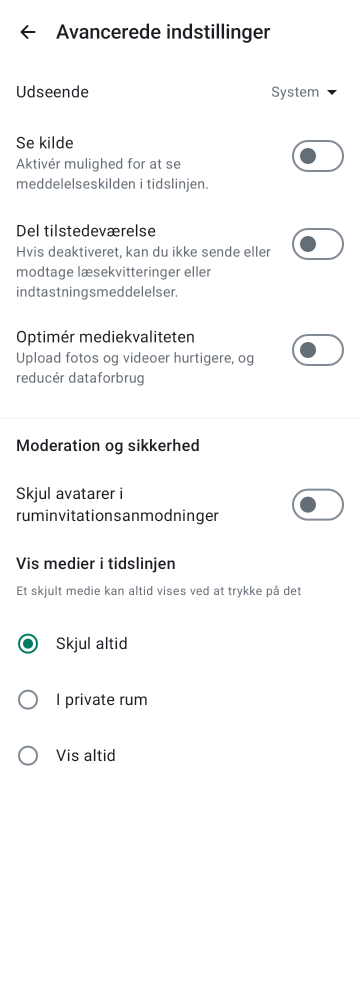 Avancerede indstillinger
Udseende
System
Se kilde
Aktivér mulighed for at se
meddelelseskilden i tidslinjen.
Del tilstedeværelse
Hvis deaktiveret, kan du ikke sende eller
modtage læsekvitteringer eller
indtastningsmeddelelser.
Optimér mediekvaliteten
Upload fotos og videoer hurtigere, og
reducér dataforbrug
Moderation og sikkerhed
Skjul avatarer i
ruminvitationsanmodninger
Vis medier i tidslinjen
Et skjult medie kan altid vises ved at trykke på det
Skjul altid
I private rum
Vis altid